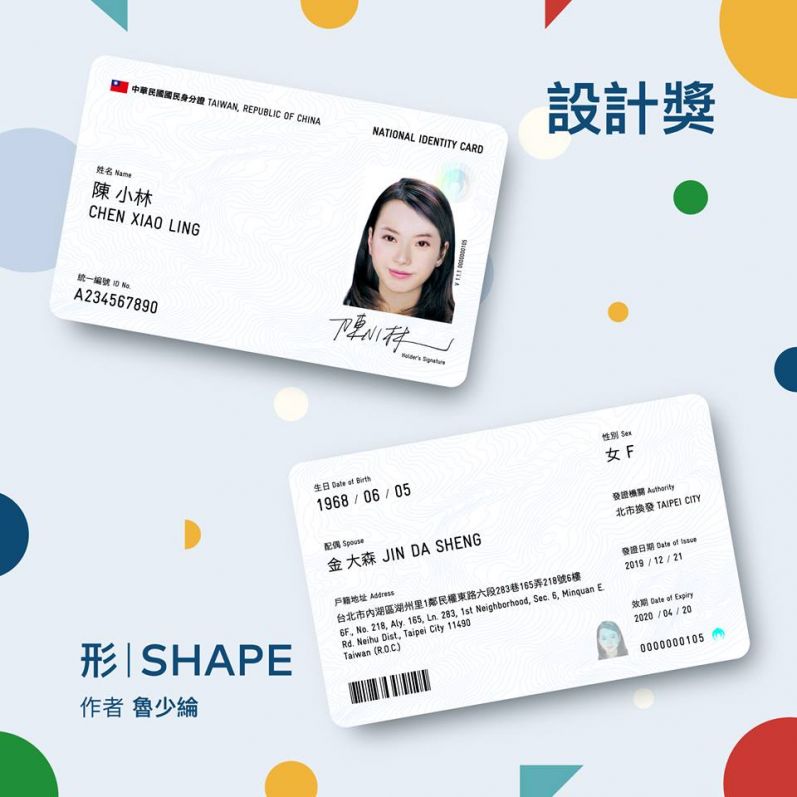 設計獎
中華民國國民身分證 TAIWAN, REPUBLIC OF CHINA
NATIONAL IDENTITY CARD
姓名 Name
陳 小林
CHEN XIAO LING
統一編號 ID No.
A234567890
V 1.1.1 000000105
陳小林
Holder's Signature
生日 Date of Birth
1968 / 06 / 05
性別 Sex
女 F
配偶 Spouse
金 大森 JIN DA SHENG
發證機關 Authority
北市換發 TAIPEI CITY
發證日期 Date of Issue
2019 / 12 / 21
戶籍地址 Address
台北市內湖區湖州里1鄰民權東路六段283巷165弄218號6樓
6F., No. 218, Aly. 165, Ln. 283, 1st Neighborhood, Sec. 6, Minquan E.
Rd. Neihu Dist., Taipei City 11490
Taiwan (R.O.C.)
效期 Date of Expiry
2020 / 04 / 20
0000000105
形 | SHAPE
作者 魯少綸